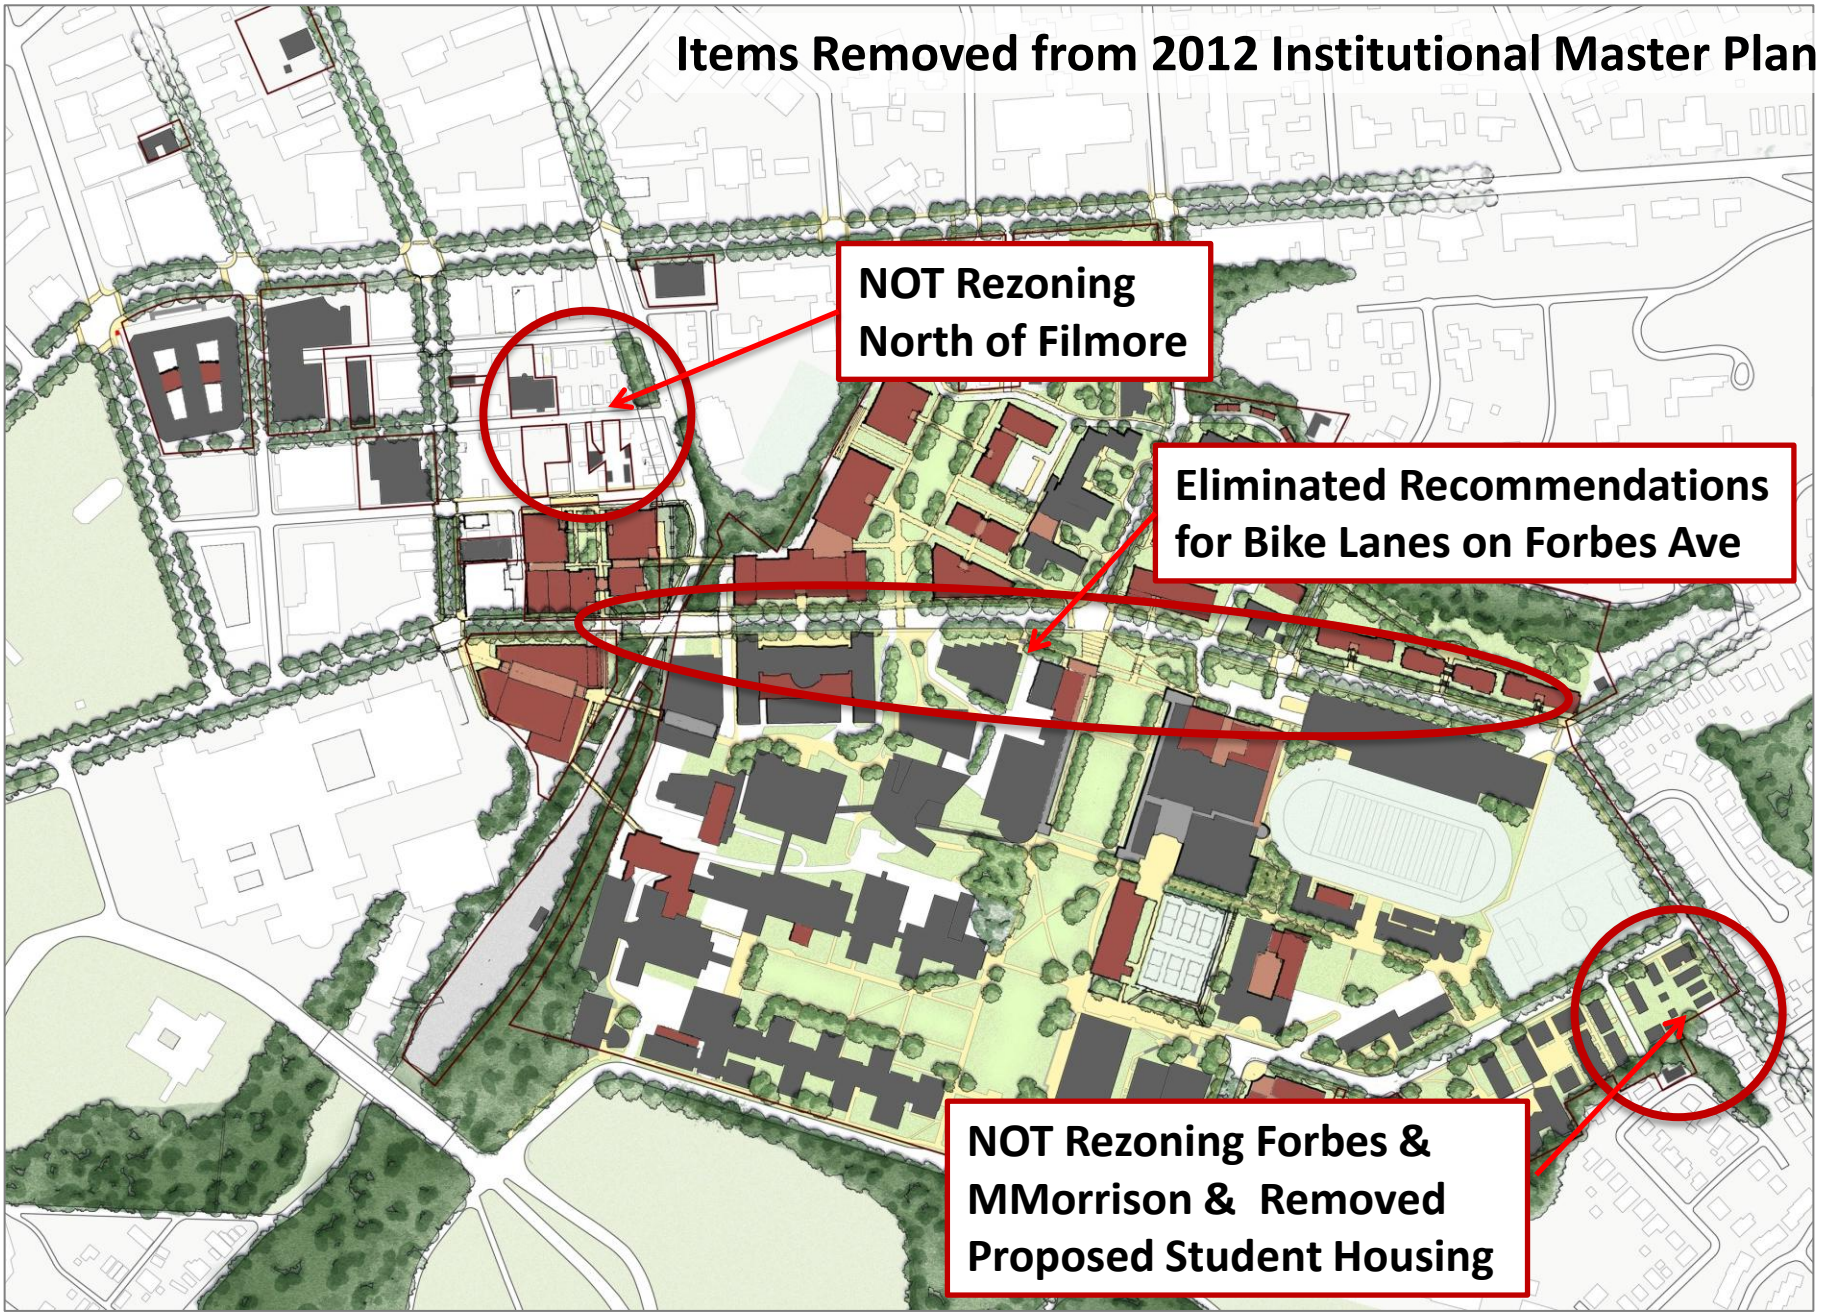 Items Removed from 2012 Institutional Master Plan
NOT Rezoning
North of Filmore
Eliminated Recommendations
for Bike Lanes on Forbes Ave
NOT Rezoning Forbes &
MMorrison & Removed
Proposed Student Housing